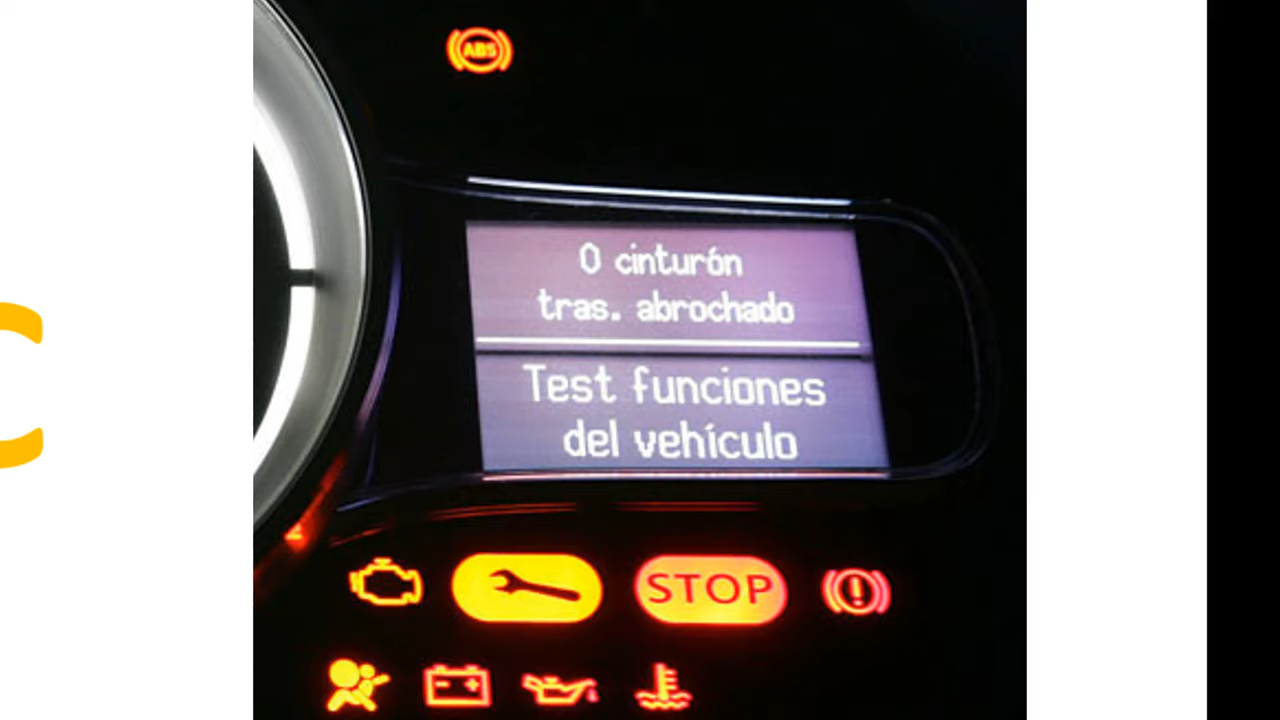 ABS
0 cinturón
tras. abrochado
Test funciones
del vehículo
STOP